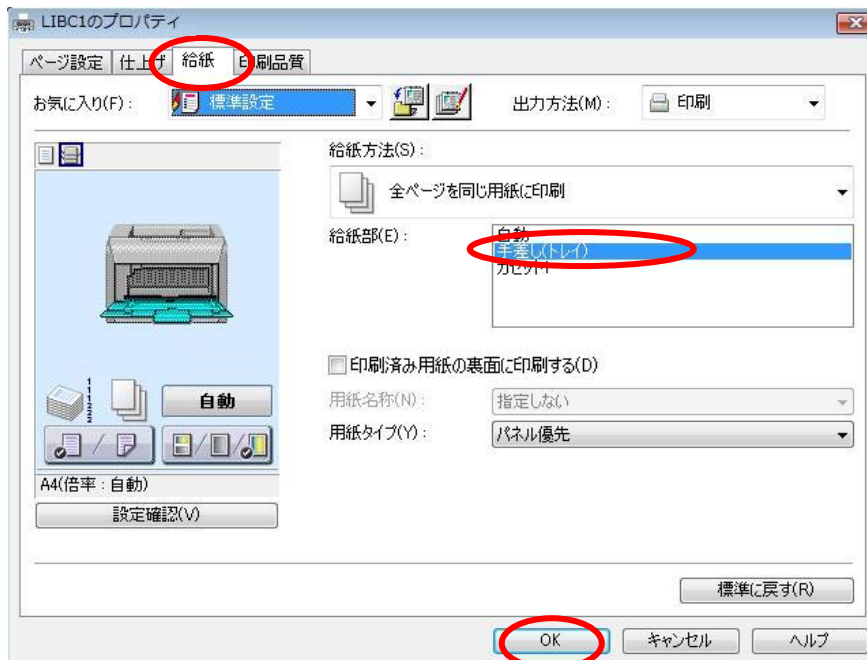 LIBC1のプロパティ
ページ設定 仕上げ 給紙 印刷品質
お気に入り(F): 標準設定 出力方法(M): 印刷
給紙方法(S):
全ページを同じ用紙に印刷
給紙部(E): 自動
手差し(トレイ)
カセット1
印刷済み用紙の裏面に印刷する(D)
用紙名称(N): 指定しない
用紙タイプ(Y): パネル優先
1 1 2 2 3 3
自動
A4(倍率:自動)
設定確認(V)
標準に戻す(R)
OK キャンセル ヘルプ